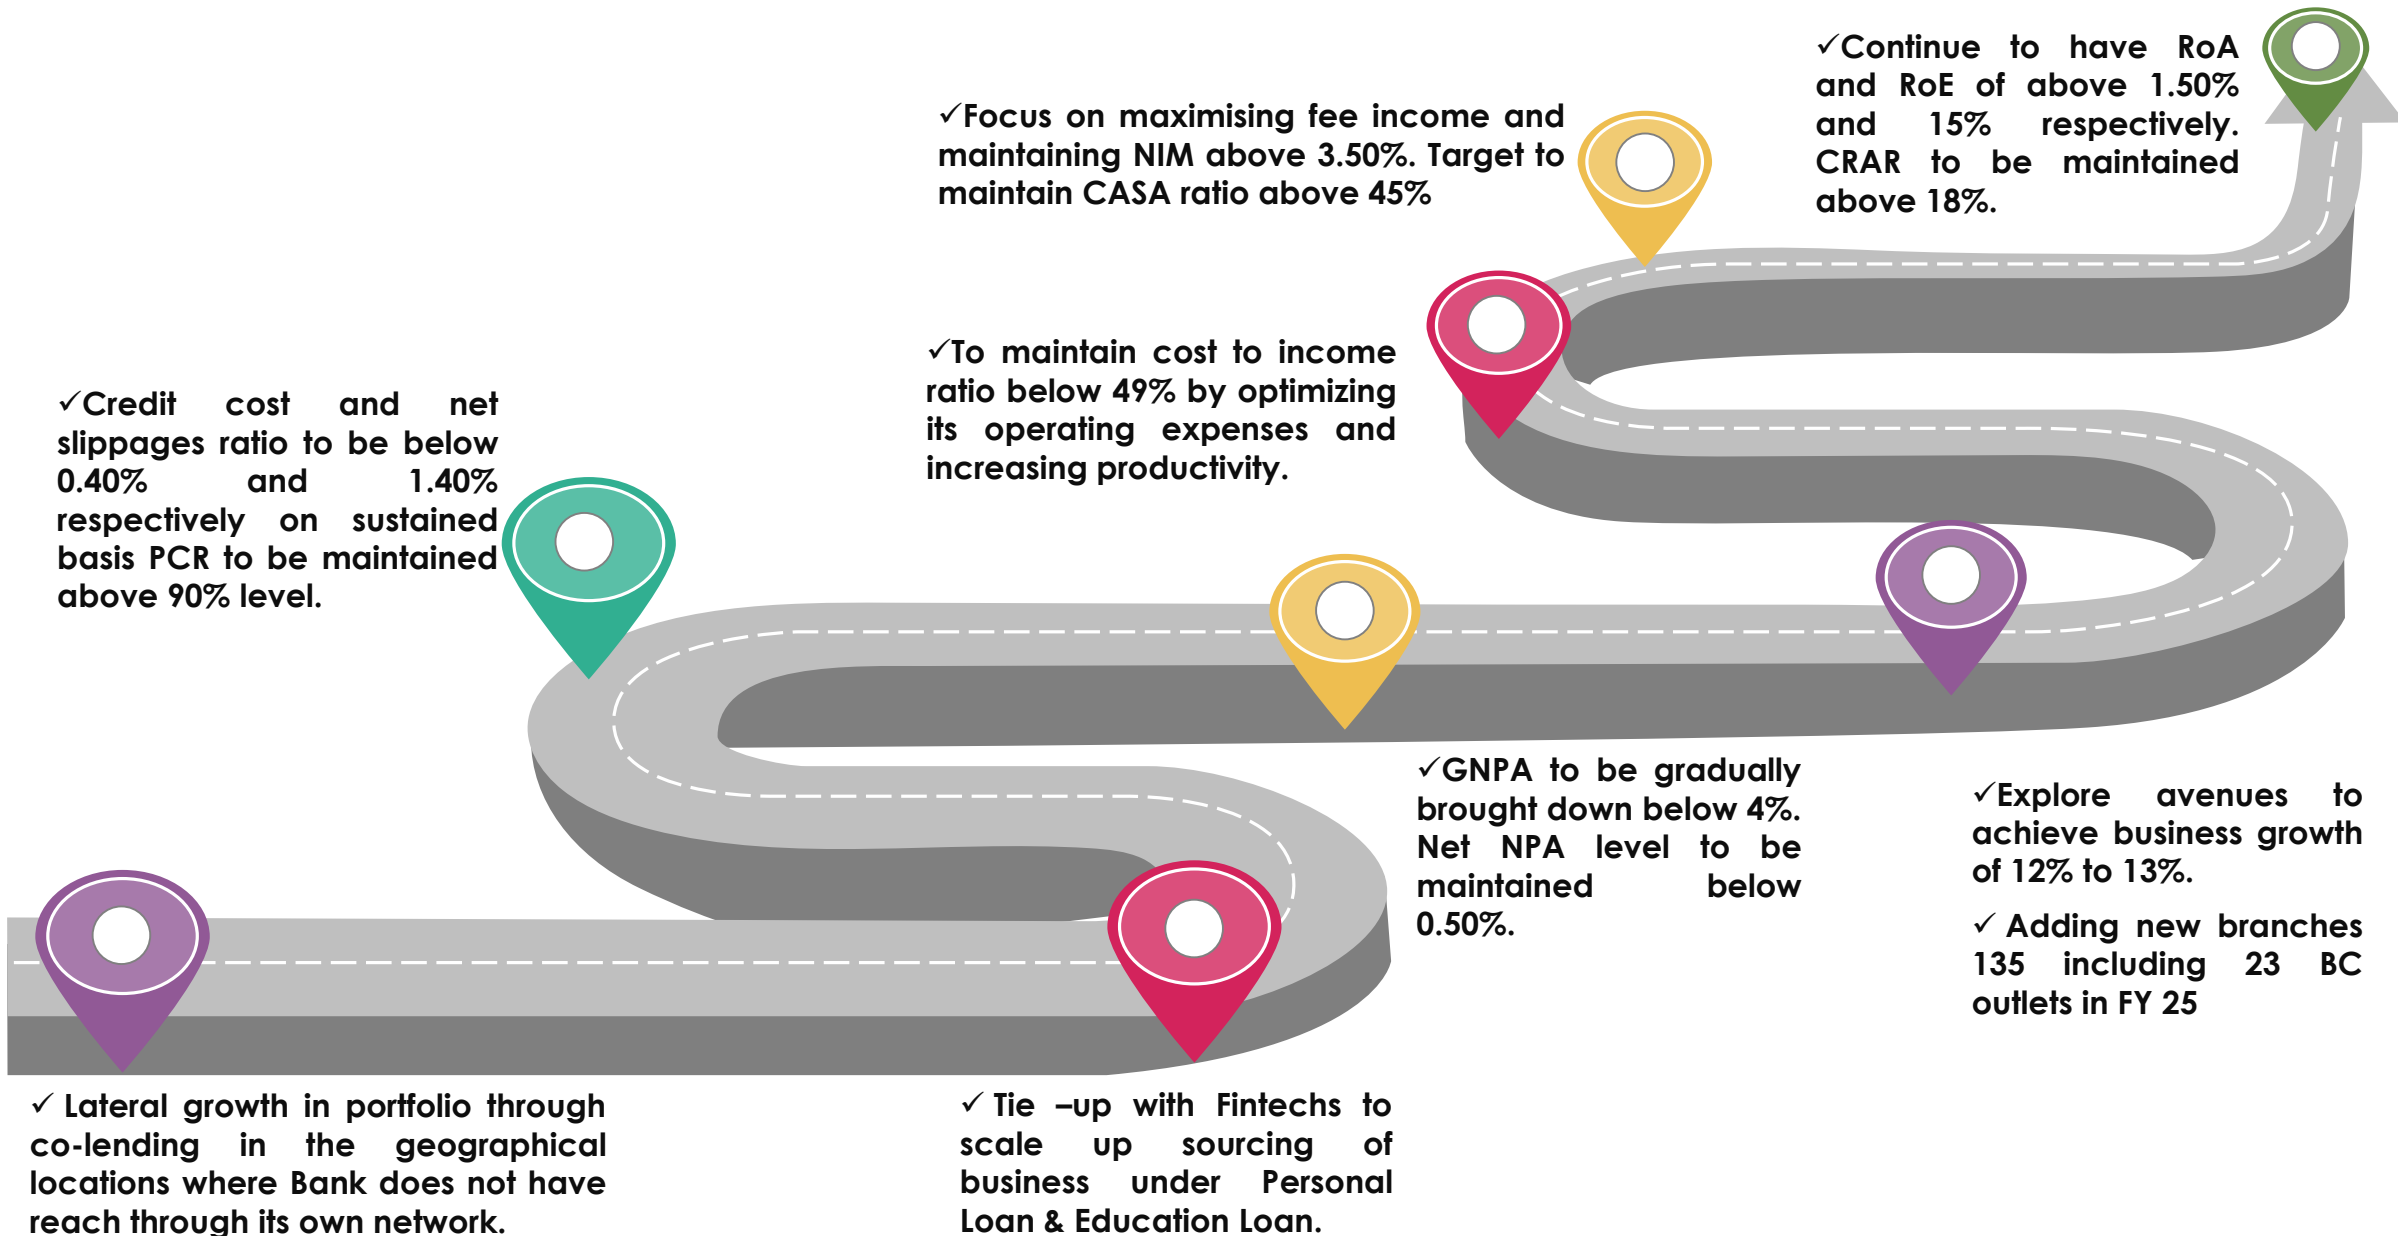 ✓Continue to have RoA
and RoE of above 1.50%
and 15% respectively.
CRAR to be maintained
above 18%.
✓Focus on maximising fee income and
maintaining NIM above 3.50%. Target to
maintain CASA ratio above 45%
✓To maintain cost to income
ratio below 49% by optimizing
its operating expenses and
increasing productivity.
✓Credit cost and net
slippages ratio to be below
0.40% and 1.40%
respectively on sustained
basis PCR to be maintained
above 90% level.
✓GNPA to be gradually
brought down below 4%.
Net NPA level to be
maintained below
0.50%.
✓Explore avenues to
achieve business growth
of 12% to 13%.
✓ Adding new branches
135 including 23 BC
outlets in FY 25
✓ Lateral growth in portfolio through
co-lending in the geographical
locations where Bank does not have
reach through its own network.
✓ Tie –up with Fintechs to
scale up sourcing of
business under Personal
Loan & Education Loan.